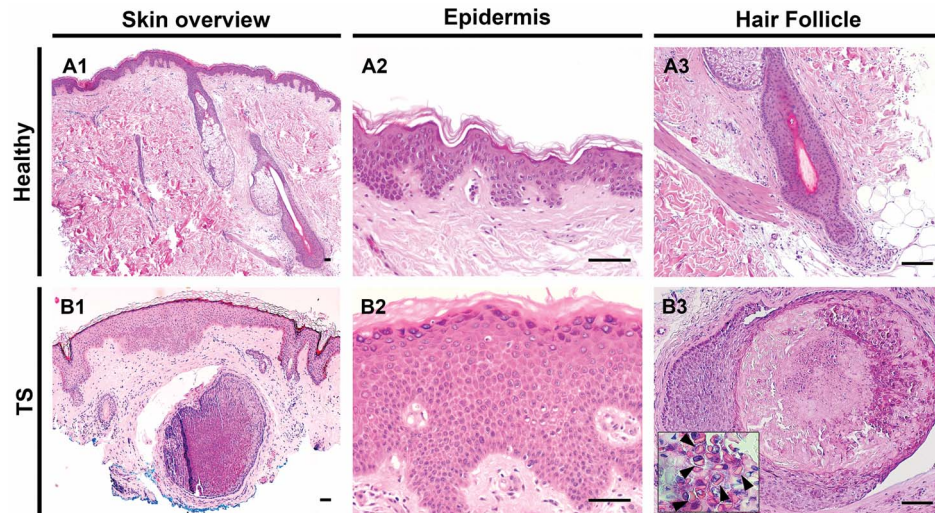 Skin overview
Epidermis
Hair Follicle
Healthy
A1
A2
A3
TS
B1
B2
B3